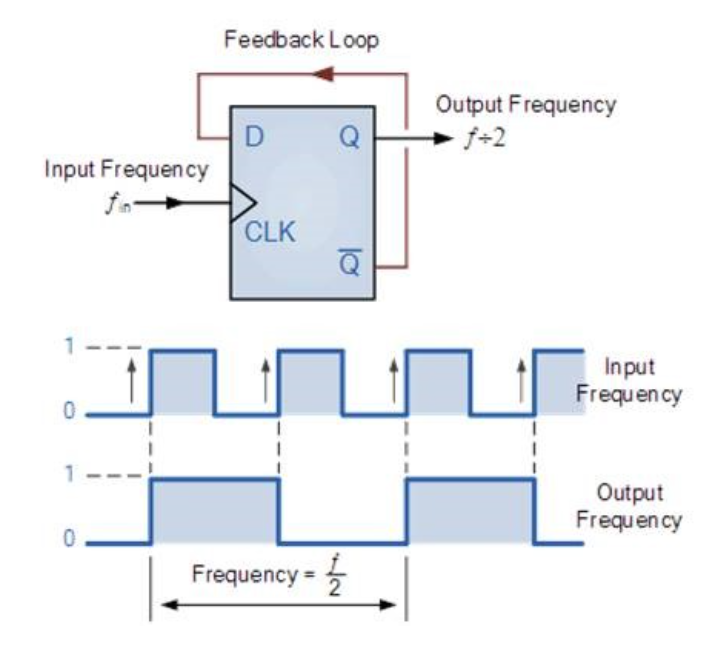 Feedback Loop
Output Frequency
f÷2
D Q
Input Frequency
fin
CLK
Q̅
1
0
Input
Frequency
1
0
Output
Frequency
Frequency = f/2